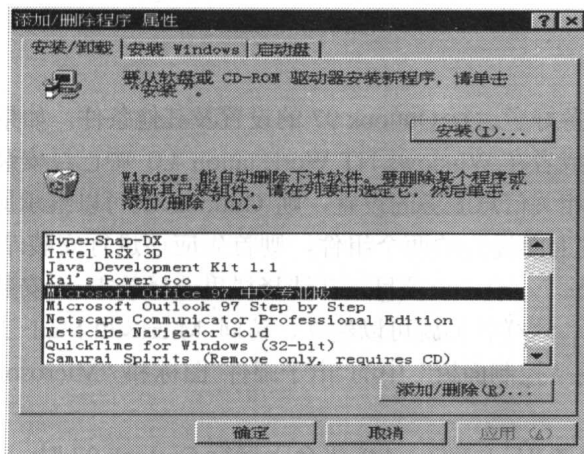 添加/删除程序 属性
安装/卸载 安装 Windows 启动盘
要从软盘或 CD-ROM 驱动器安装新程序，请单击
“安装”。
安装(I)...
Windows 能自动删除下述软件。要删除某个程序或
更新其已装组件，请在列表中选定它，然后单击“
添加/删除”(I)。
HyperSnap-DX
Intel RSX 3D
Java Development Kit 1.1
Kai's Power Goo
Microsoft Office 97 中文专业版
Microsoft Outlook 97 Step by Step
Netscape Communicator Professional Edition
Netscape Navigator Gold
QuickTime for Windows (32-bit)
Samurai Spirits (Remove only, requires CD)
添加/删除(R)...
确定 取消 应用 (A)